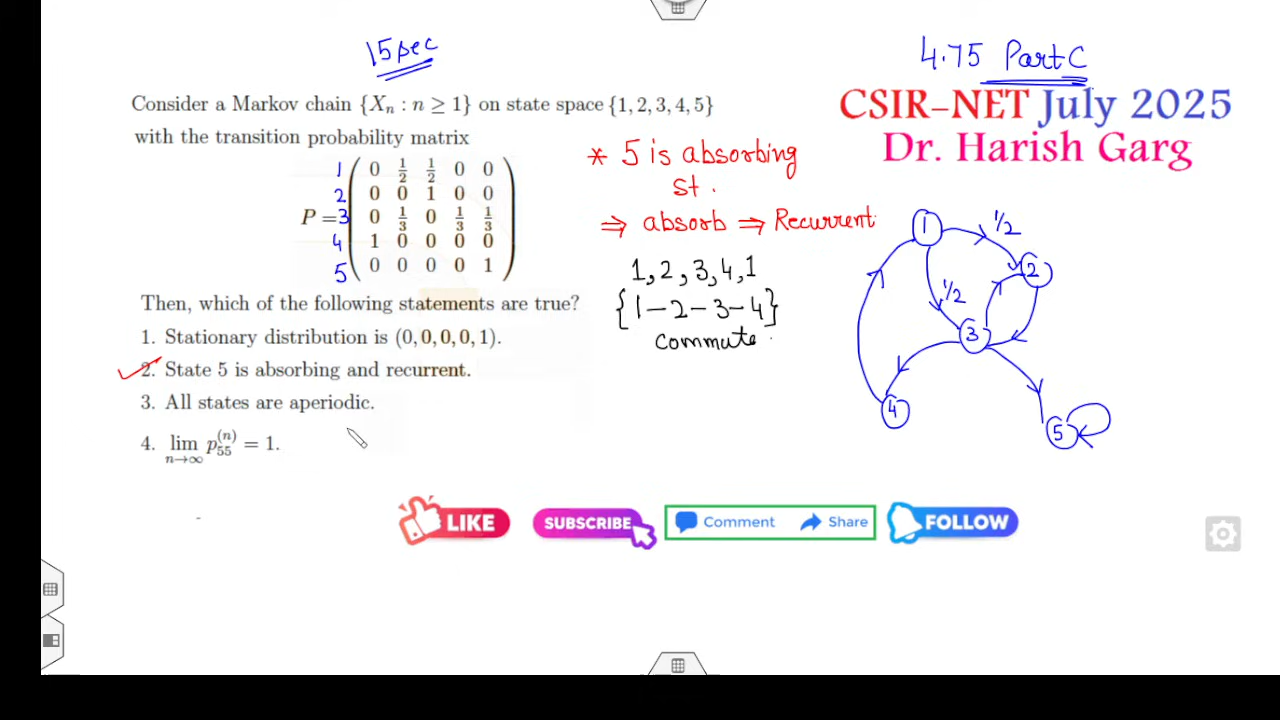 15 sec
4.75 Part C
CSIR-NET July 2025
Dr. Harish Garg
Consider a Markov chain {Xₙ : n ≥ 1} on state space {1, 2, 3, 4, 5}
with the transition probability matrix
1 0 1/2 1/2 0 0
2 0 0 1 0 0
P = 3 0 1/3 0 1/3 1/3
4 1 0 0 0 0
5 0 0 0 0 1
Then, which of the following statements are true?
1. Stationary distribution is (0, 0, 0, 0, 1).
2. State 5 is absorbing and recurrent.
3. All states are aperiodic.
4. lim n→∞ p₅₅⁽ⁿ⁾ = 1.
* 5 is absorbing
st.
⇒ absorb ⇒ Recurrent.
1, 2, 3, 4, 1
{1 – 2 – 3 – 4}
commute.
1
1/2
2
1/2
3
4
5
LIKE
SUBSCRIBE
Comment
Share
FOLLOW